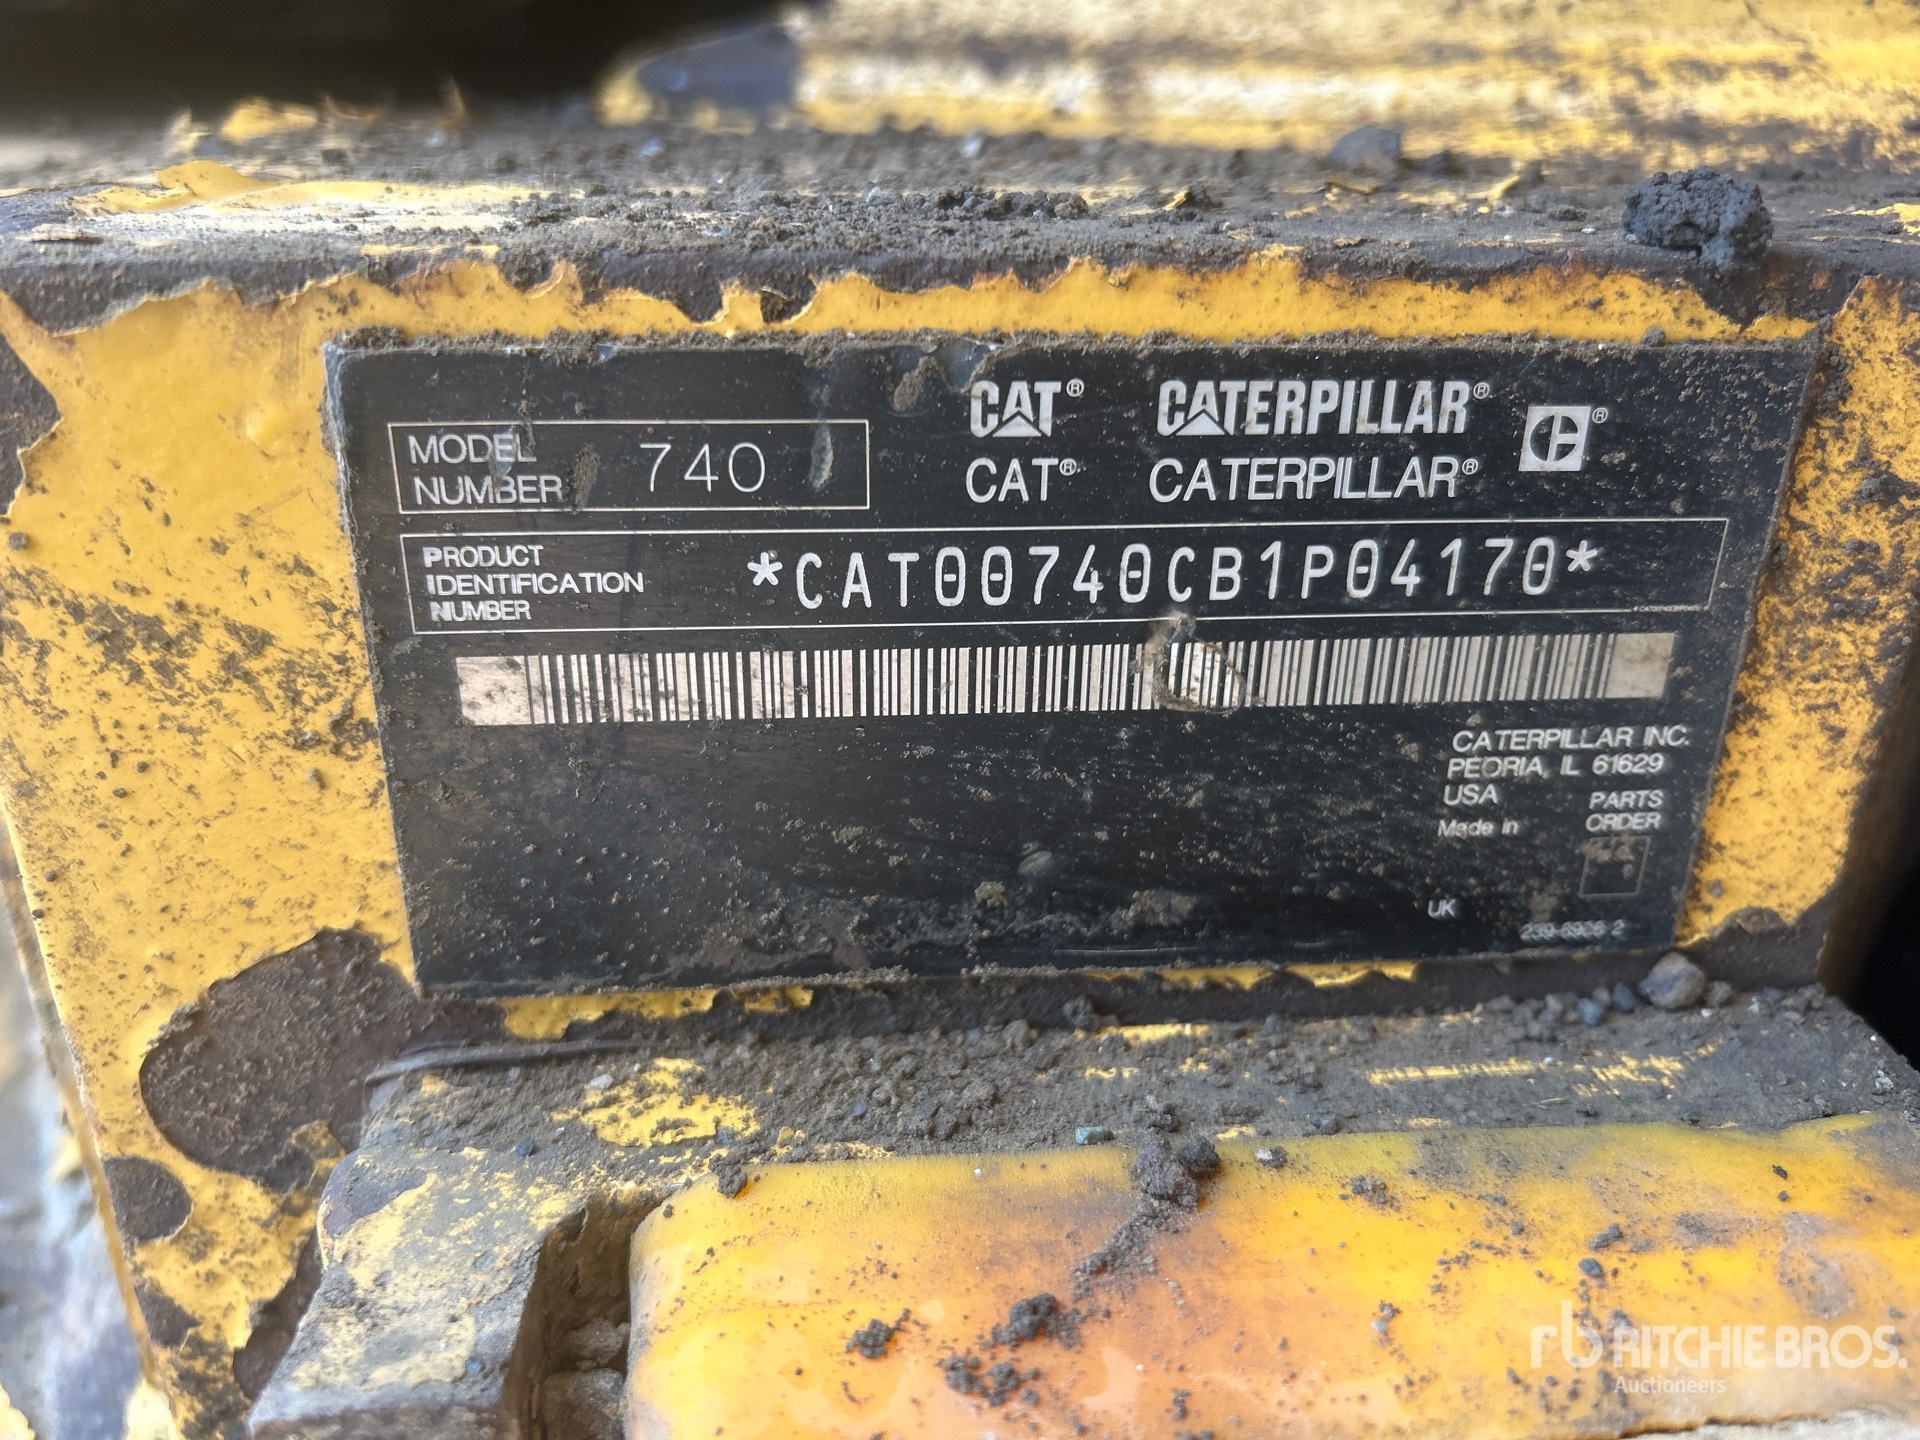 CAT® CATERPILLAR®
MODEL NUMBER 740
CAT® CATERPILLAR®
PRODUCT IDENTIFICATION NUMBER *CAT00740CB1P04170*
CATERPILLAR INC.
PEORIA, IL 61629
USA
PARTS ORDER
Made in
UK
rb RITCHIE BROS.
Auctioneers